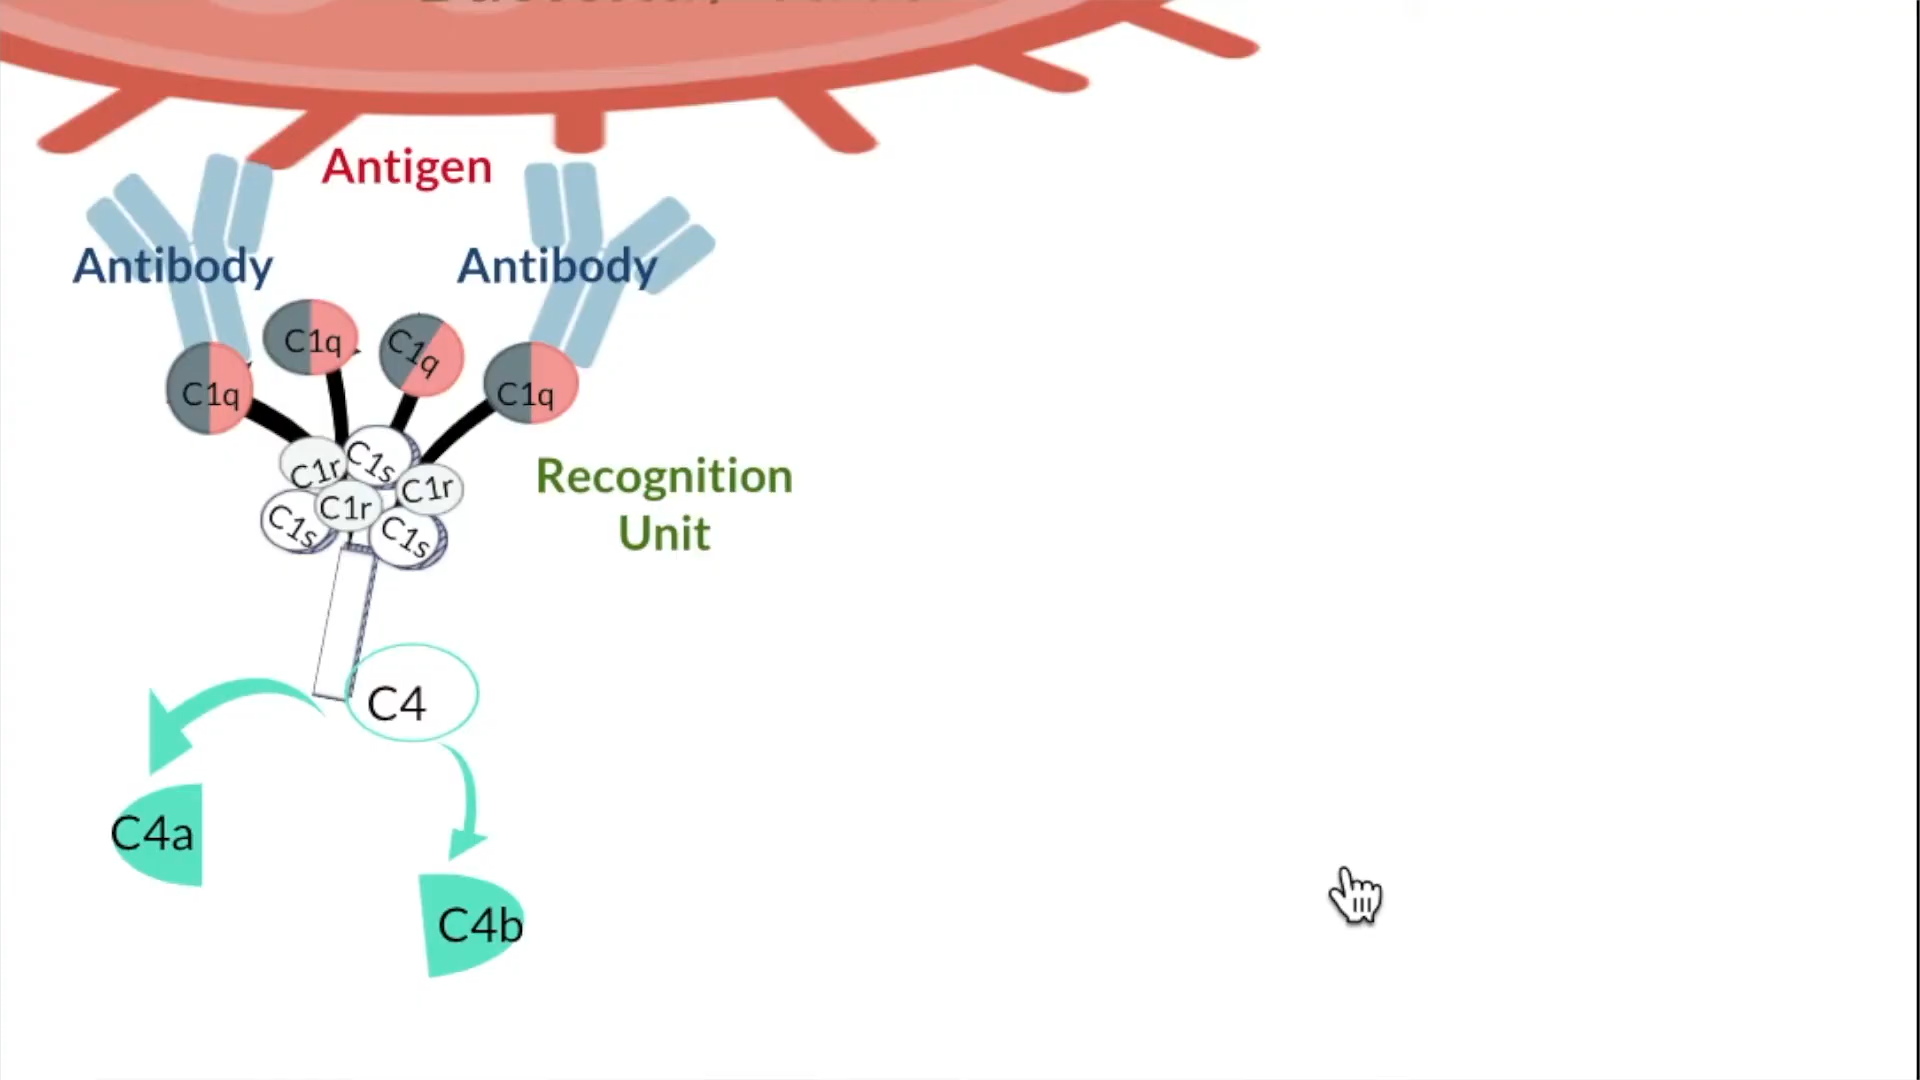 Antigen
Antibody
Antibody
C1q
C1q
C1q
C1q
C1r
C1s
C1r
C1r
C1s
C1s
Recognition
Unit
C4
C4a
C4b